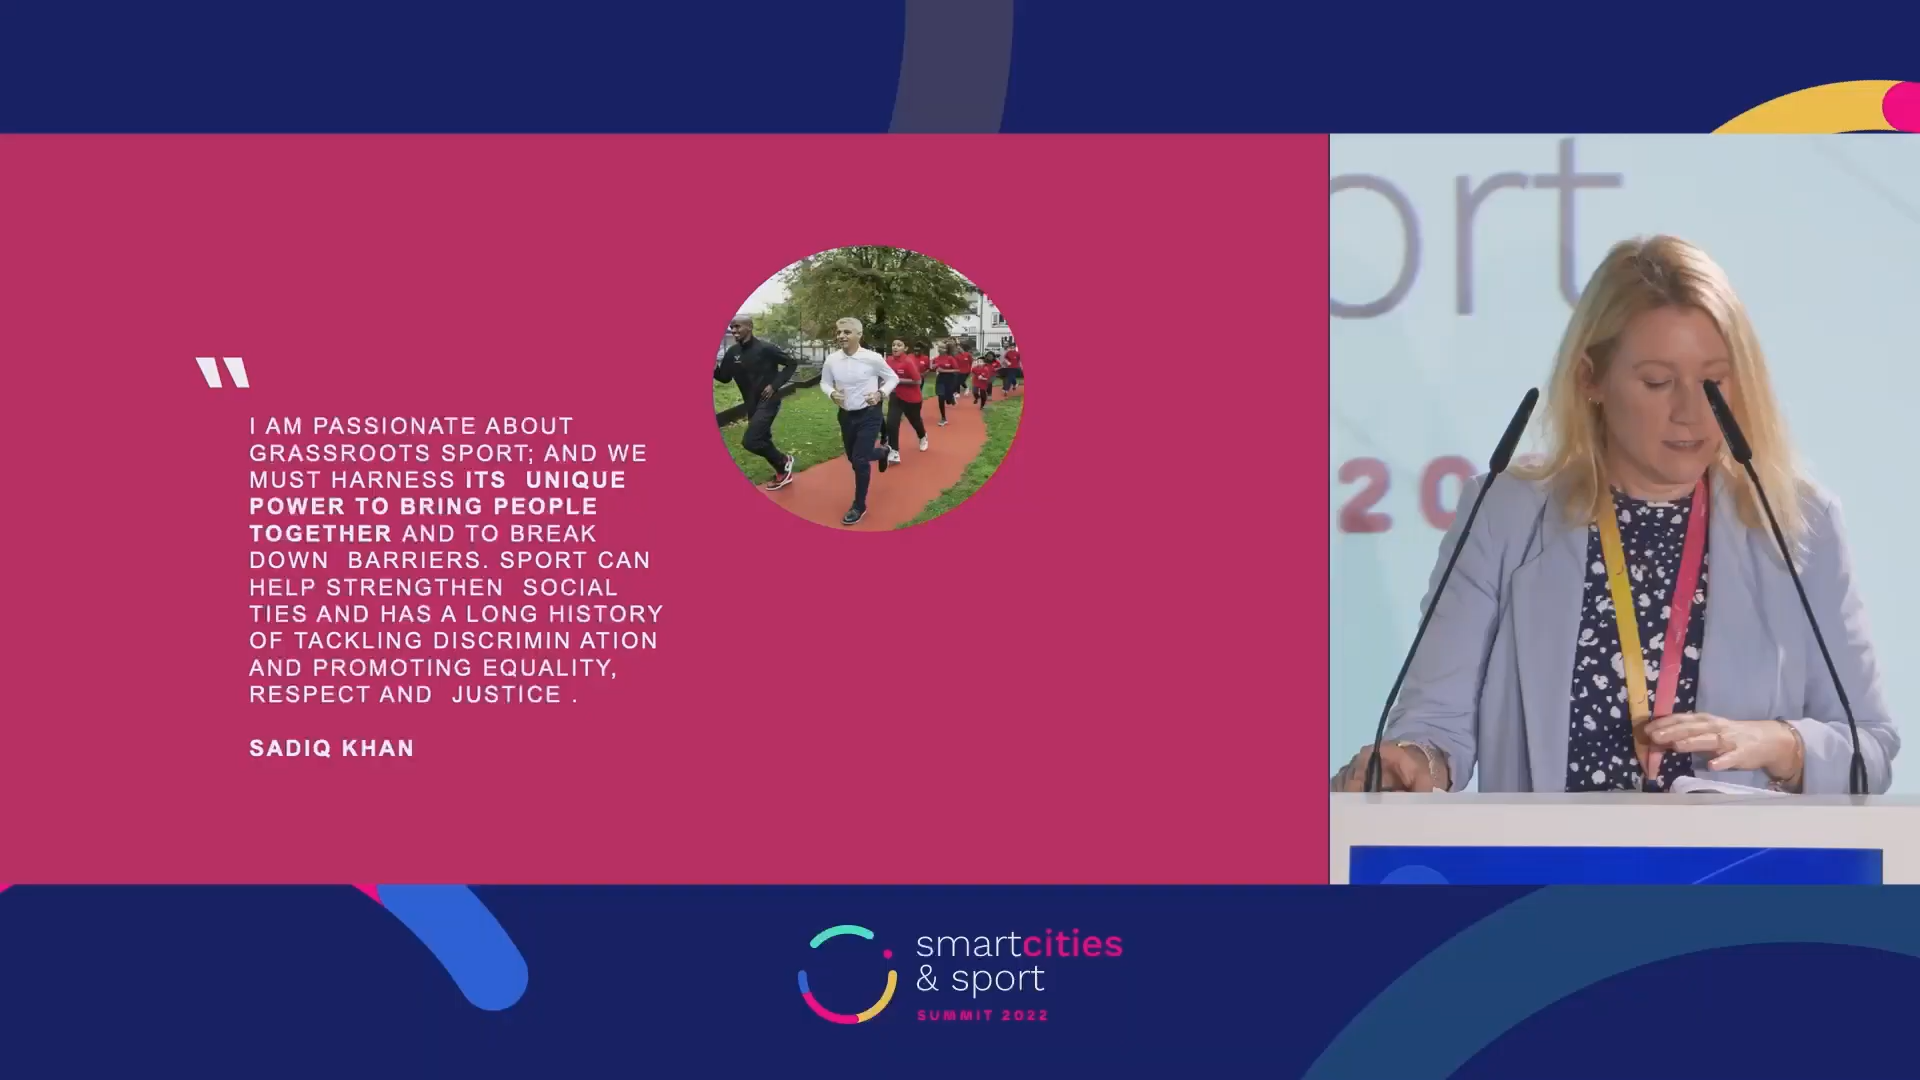 I AM PASSIONATE ABOUT
GRASSROOTS SPORT; AND WE
MUST HARNESS ITS  UNIQUE
POWER TO BRING PEOPLE
TOGETHER AND TO BREAK
DOWN  BARRIERS. SPORT CAN
HELP STRENGTHEN  SOCIAL
TIES AND HAS A LONG HISTORY
OF TACKLING DISCRIMIN ATION
AND PROMOTING EQUALITY,
RESPECT AND  JUSTICE .
SADIQ KHAN
ort
20
smartcities
& sport
SUMMIT 2022